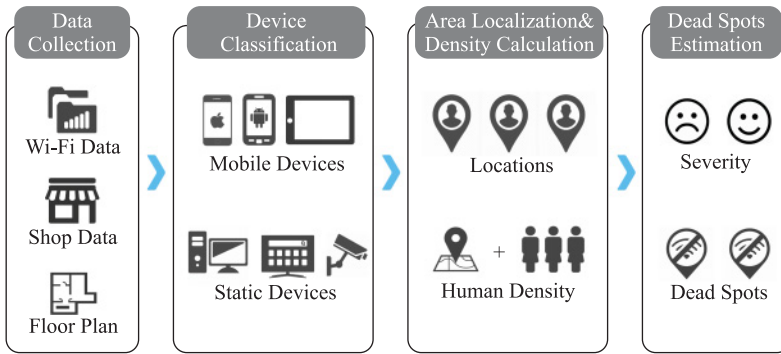 Data
Collection
Wi-Fi Data
Shop Data
Floor Plan
Device
Classification
Mobile Devices
Static Devices
Area Localization&
Density Calculation
Locations
+
Human Density
Dead Spots
Estimation
Severity
Dead Spots